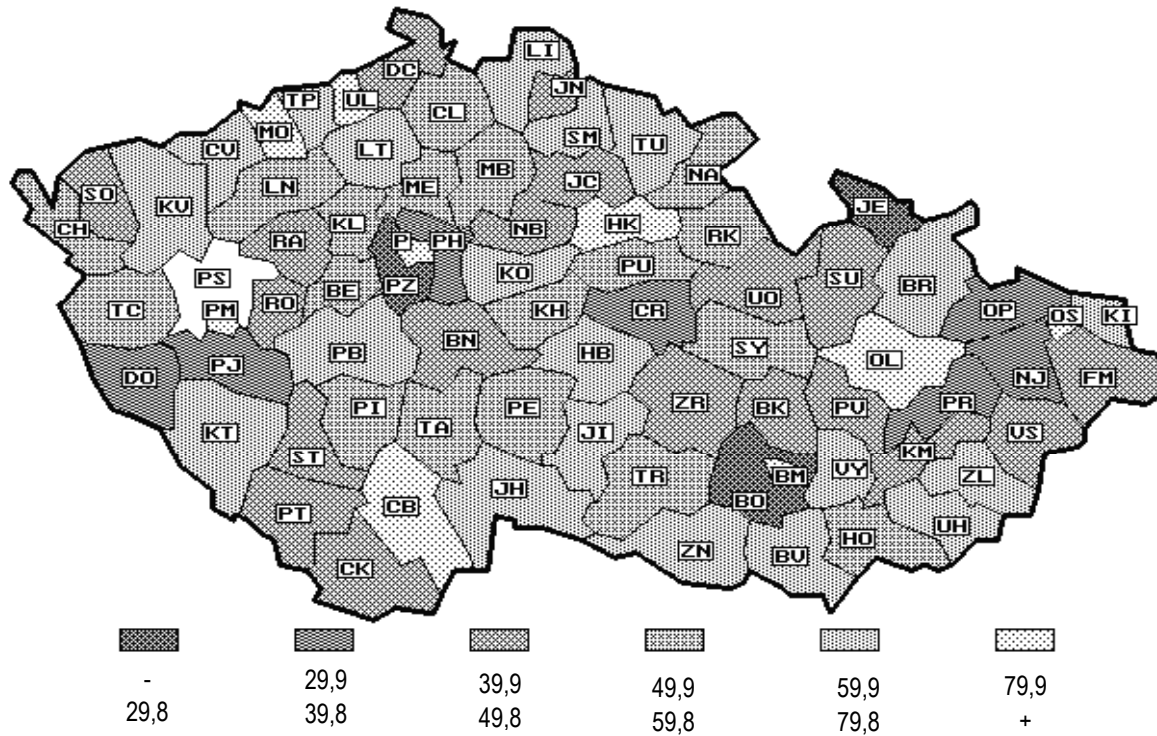 LI
DC
JN
TP
UL
CL
MO
SM
TU
CV
LT
MB
NA
SO
LN
ME
JC
KV
KL
CH
JE
RA
P
PH
NB
HK
RK
PS
PZ
KO
PU
SU
BR
TC
PM
RO
BE
KH
CR
UO
OP
OS
KI
PB
BN
HB
SY
OL
DO
PJ
NJ
FM
PI
PE
ZR
BK
PV
PR
KT
TA
JI
VS
ST
KM
TR
BM
VY
ZL
PT
CB
JH
BO
UH
CK
ZN
BV
HO
- 29,9 39,9 49,9 59,9 79,9
29,8 39,8 49,8 59,8 79,8 +